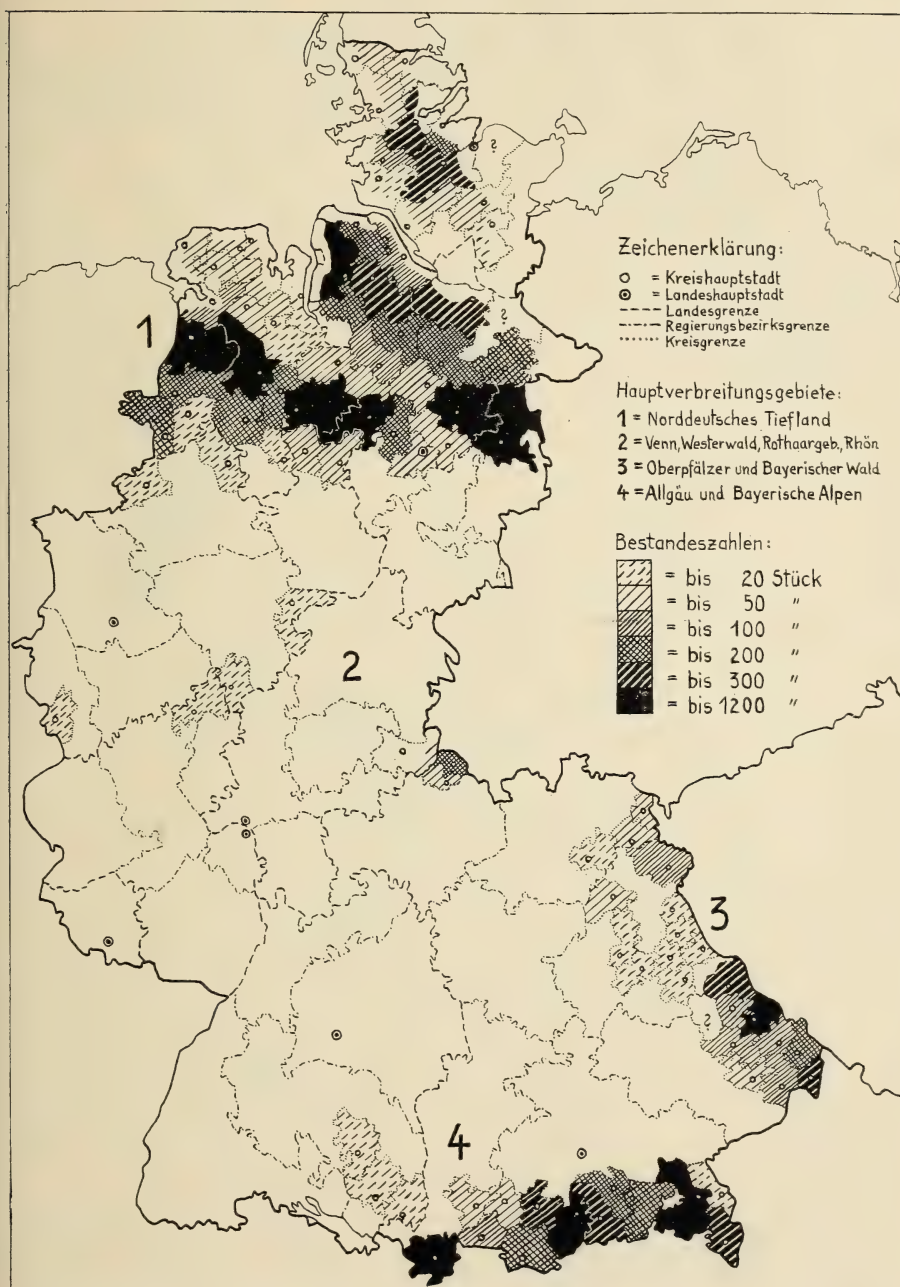 Zeichenerklärung:
= Kreishauptstadt
= Landeshauptstadt
= Landesgrenze
= Regierungsbezirksgrenze
= Kreisgrenze
1
Hauptverbreitungsgebiete:
1 = Norddeutsches Tiefland
2 = Venn, Westerwald, Rothaargeb., Rhön
3 = Oberpfälzer und Bayerischer Wald
4 = Allgäu und Bayerische Alpen
Bestandeszahlen:
= bis 20 Stück
= bis 50 "
= bis 100 "
= bis 200 "
= bis 300 "
= bis 1200 "
2
3
4